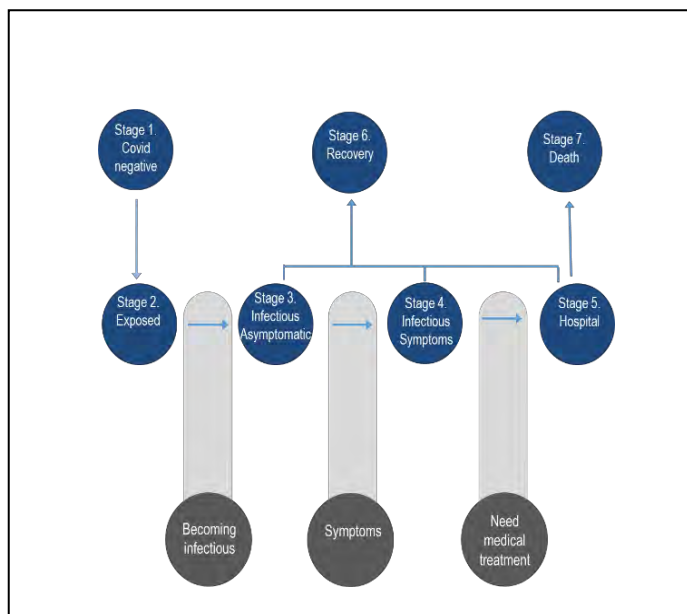 Stage 1.
Covid
negative
Stage 6.
Recovery
Stage 7.
Death
Stage 2.
Exposed
Stage 3.
Infectious
Asymptomatic
Stage 4.
Infectious
Symptoms
Stage 5.
Hospital
Becoming
infectious
Symptoms
Need
medical
treatment